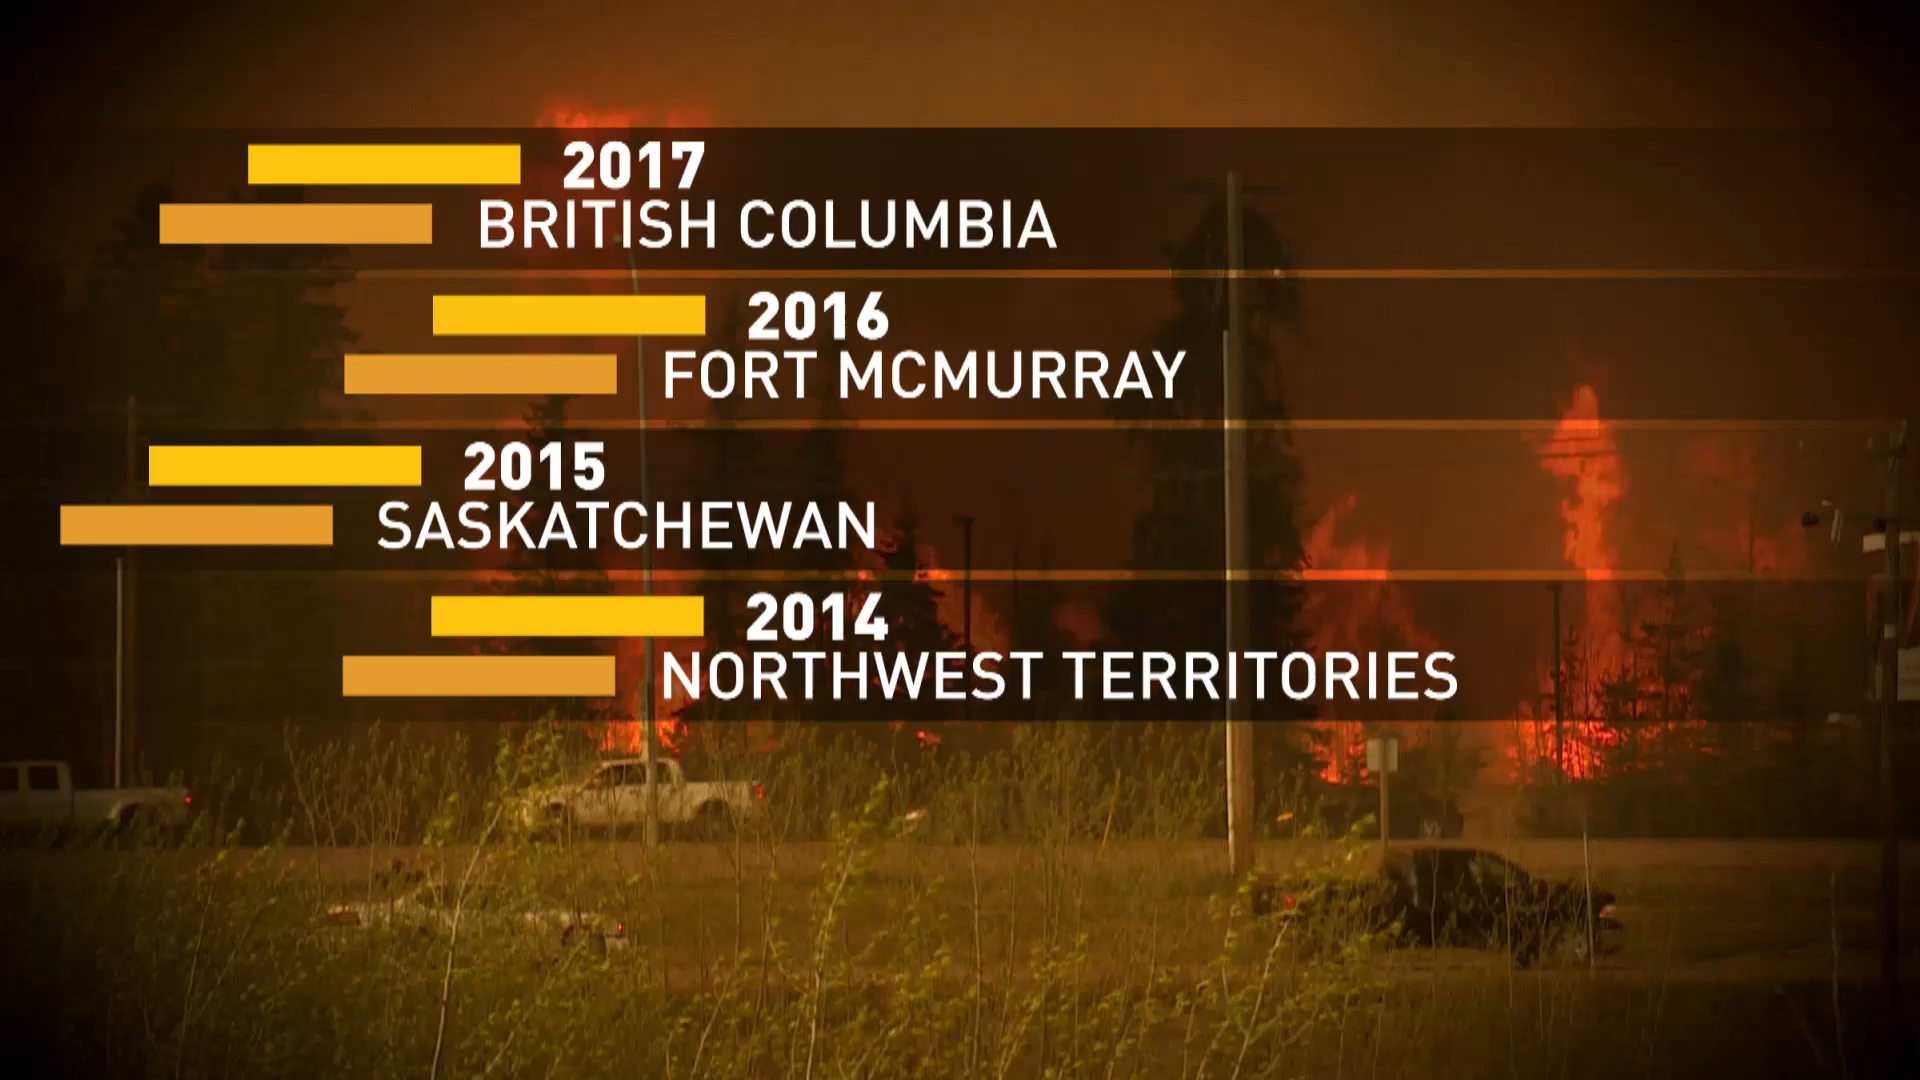 2017
BRITISH COLUMBIA
2016
FORT MCMURRAY
2015
SASKATCHEWAN
2014
NORTHWEST TERRITORIES